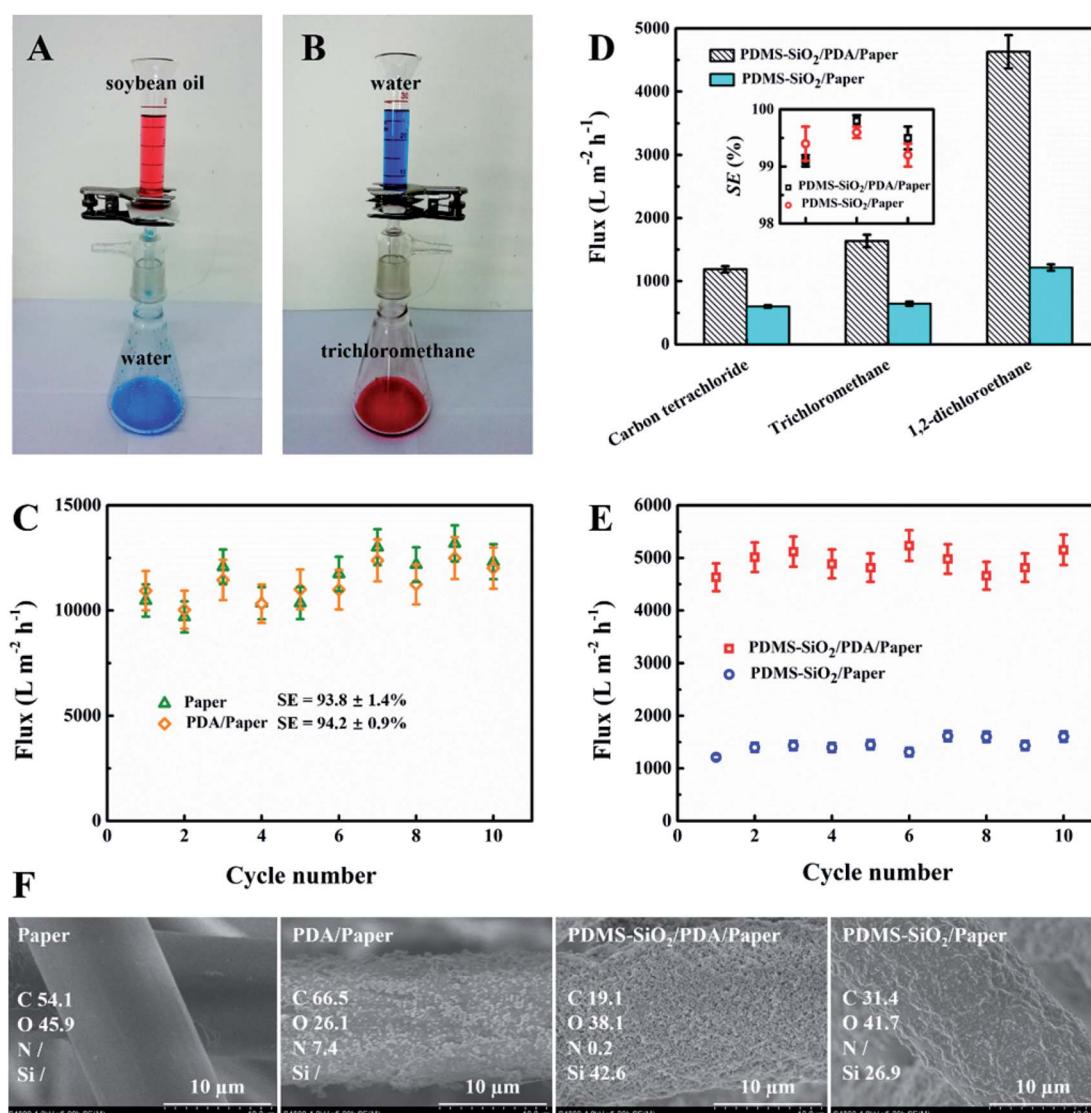 A
soybean oil
water
B
water
30
trichloromethane
D
Flux (L m⁻² h⁻¹)
5000
4000
3000
2000
1000
0
PDMS-SiO₂/PDA/Paper
PDMS-SiO₂/Paper
SE (%)
100
99
98
PDMS-SiO₂/PDA/Paper
PDMS-SiO₂/Paper
Carbon tetrachloride
Trichloromethane
1,2-dichloroethane
C
Flux (L m⁻² h⁻¹)
15000
10000
5000
0
Paper SE = 93.8 ± 1.4%
PDA/Paper SE = 94.2 ± 0.9%
0 2 4 6 8 10
Cycle number
E
Flux (L m⁻² h⁻¹)
6000
5000
4000
3000
2000
1000
0
PDMS-SiO₂/PDA/Paper
PDMS-SiO₂/Paper
0 2 4 6 8 10
Cycle number
F
Paper
C 54.1
O 45.9
N /
Si /
10 µm
PDA/Paper
C 66.5
O 26.1
N 7.4
Si /
10 µm
PDMS-SiO₂/PDA/Paper
C 19.1
O 38.1
N 0.2
Si 42.6
10 µm
PDMS-SiO₂/Paper
C 31.4
O 41.7
N /
Si 26.9
10 µm